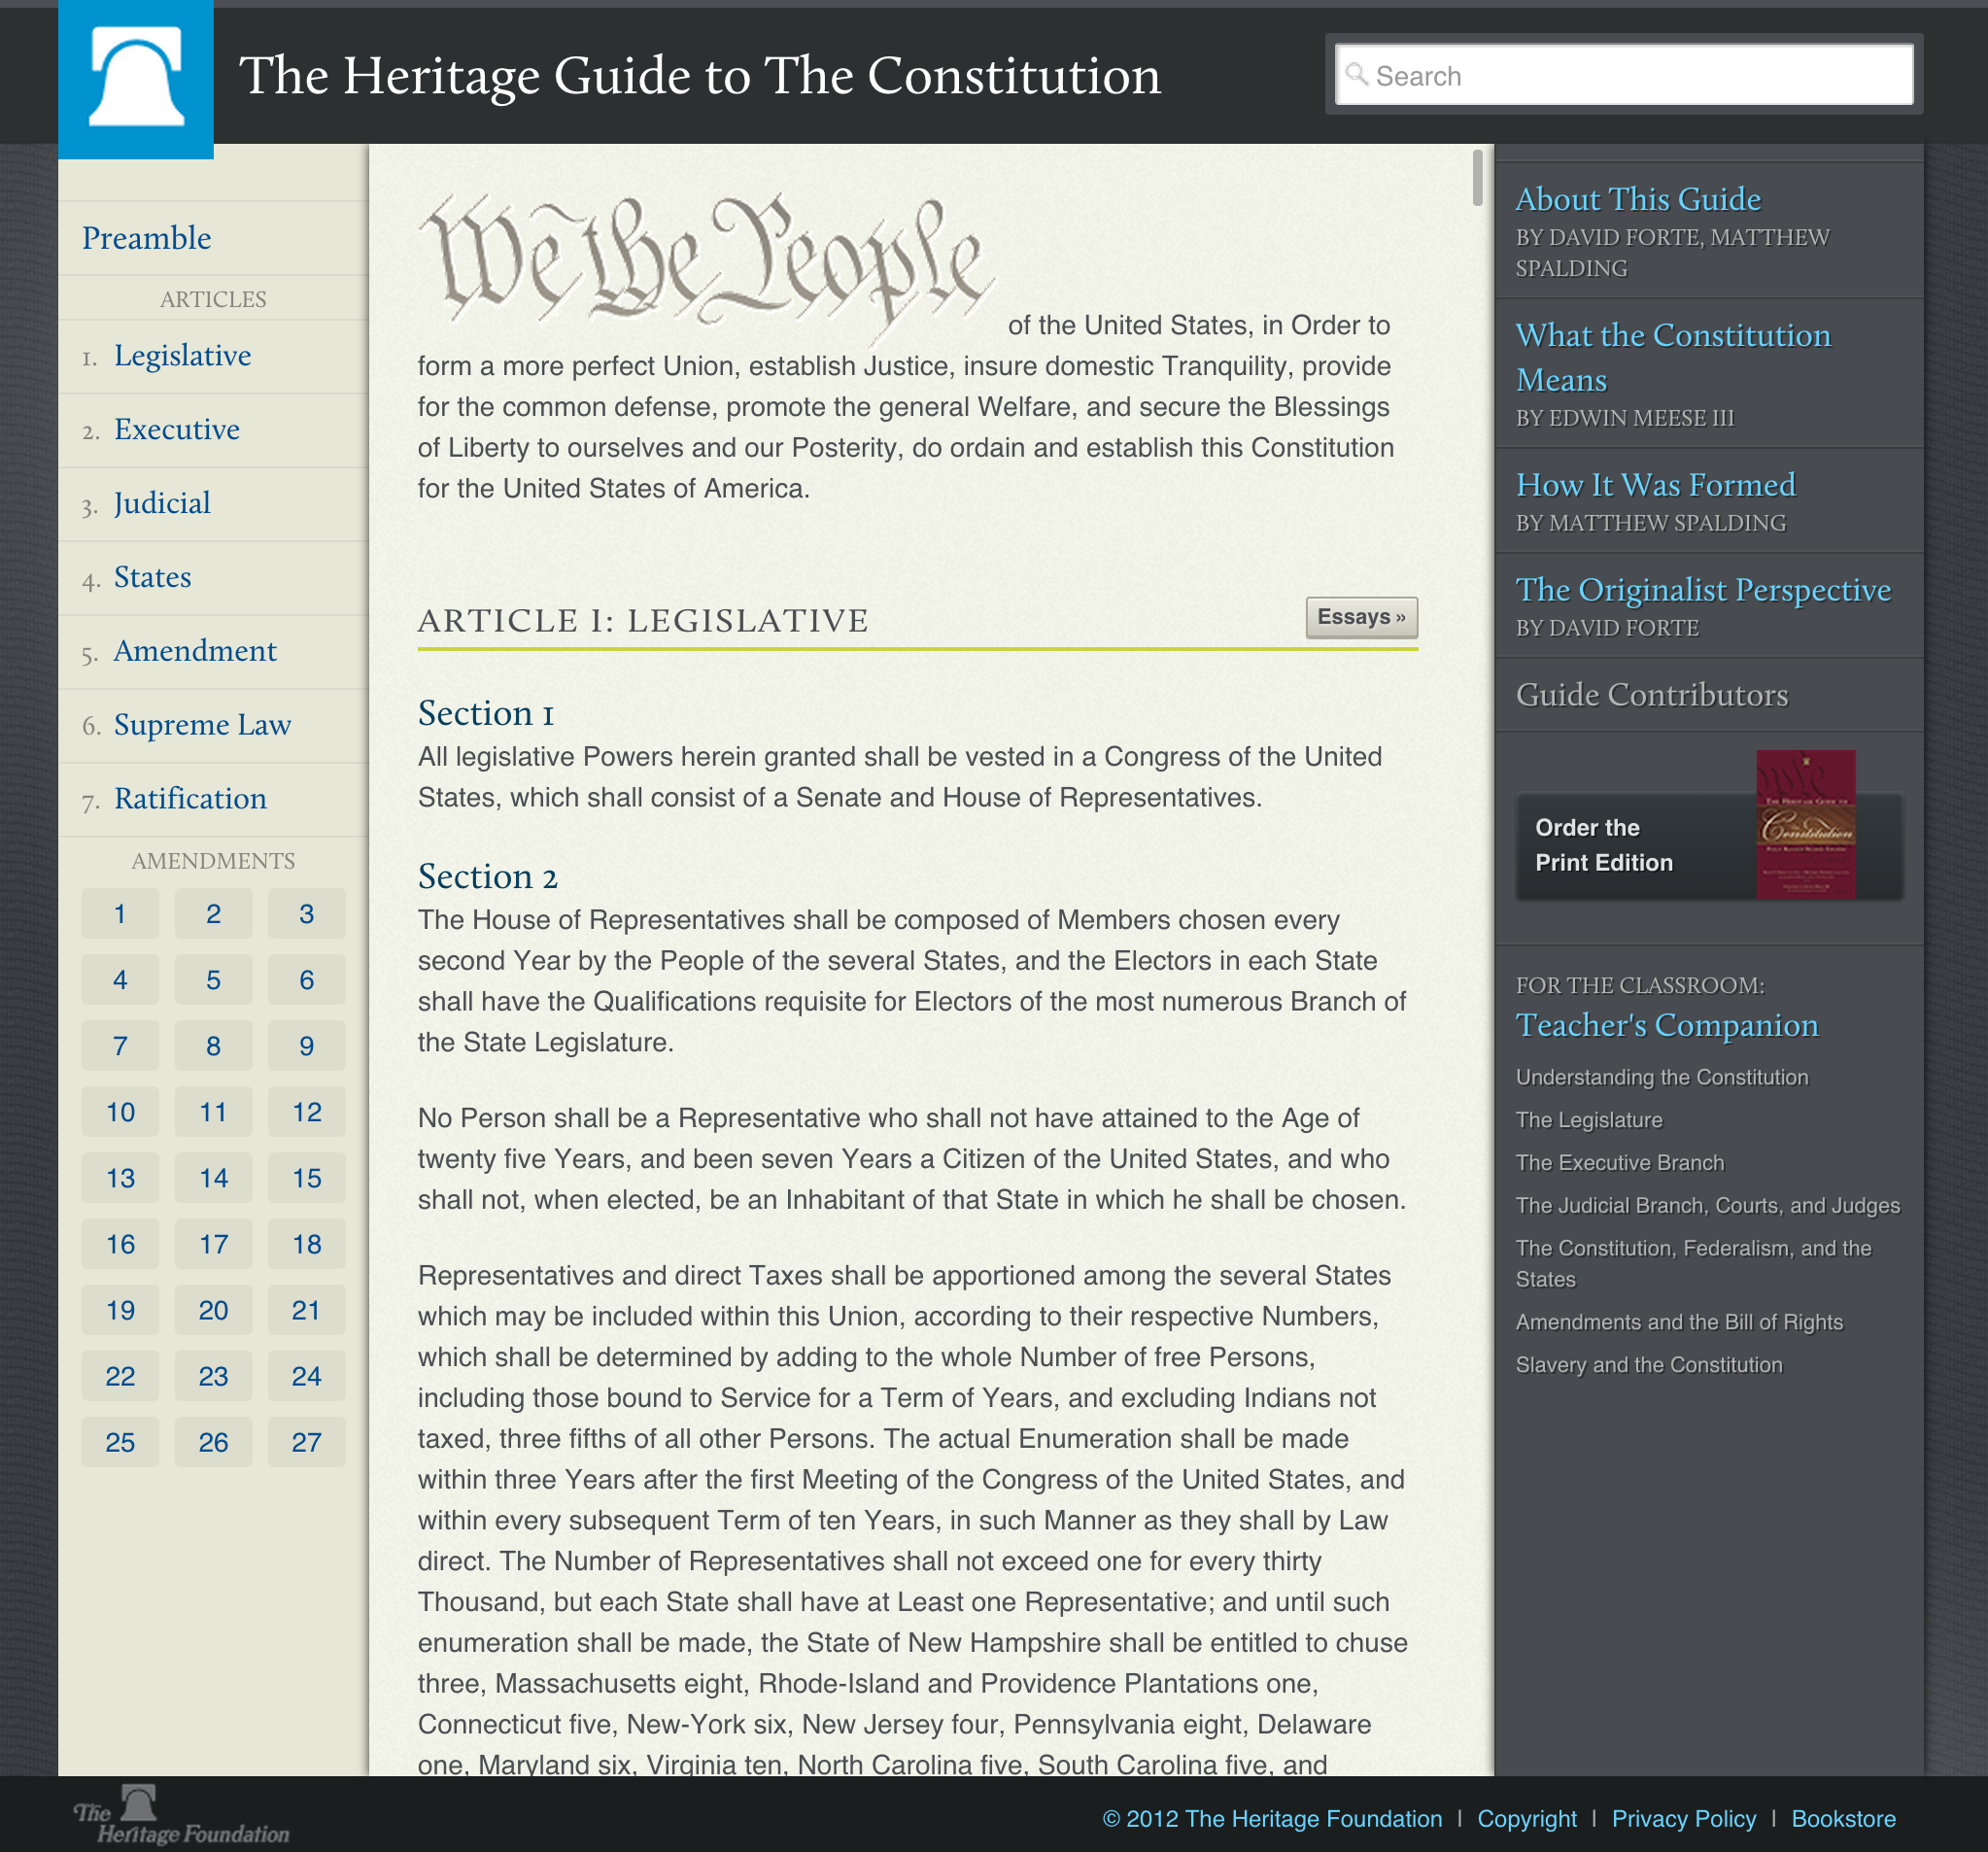 The Heritage Guide to The Constitution
Search
Preamble
ARTICLES
1. Legislative
2. Executive
3. Judicial
4. States
5. Amendment
6. Supreme Law
7. Ratification
AMENDMENTS
1 2 3
4 5 6
7 8 9
10 11 12
13 14 15
16 17 18
19 20 21
22 23 24
25 26 27
We the People of the United States, in Order to
form a more perfect Union, establish Justice, insure domestic Tranquility, provide
for the common defense, promote the general Welfare, and secure the Blessings
of Liberty to ourselves and our Posterity, do ordain and establish this Constitution
for the United States of America.
ARTICLE I: LEGISLATIVE
Essays »
Section 1
All legislative Powers herein granted shall be vested in a Congress of the United
States, which shall consist of a Senate and House of Representatives.
Section 2
The House of Representatives shall be composed of Members chosen every
second Year by the People of the several States, and the Electors in each State
shall have the Qualifications requisite for Electors of the most numerous Branch of
the State Legislature.
No Person shall be a Representative who shall not have attained to the Age of
twenty five Years, and been seven Years a Citizen of the United States, and who
shall not, when elected, be an Inhabitant of that State in which he shall be chosen.
Representatives and direct Taxes shall be apportioned among the several States
which may be included within this Union, according to their respective Numbers,
which shall be determined by adding to the whole Number of free Persons,
including those bound to Service for a Term of Years, and excluding Indians not
taxed, three fifths of all other Persons. The actual Enumeration shall be made
within three Years after the first Meeting of the Congress of the United States, and
within every subsequent Term of ten Years, in such Manner as they shall by Law
direct. The Number of Representatives shall not exceed one for every thirty
Thousand, but each State shall have at Least one Representative; and until such
enumeration shall be made, the State of New Hampshire shall be entitled to chuse
three, Massachusetts eight, Rhode-Island and Providence Plantations one,
Connecticut five, New-York six, New Jersey four, Pennsylvania eight, Delaware
one, Maryland six, Virginia ten, North Carolina five, South Carolina five, and
About This Guide
BY DAVID FORTE, MATTHEW
SPALDING
What the Constitution
Means
BY EDWIN MEESE III
How It Was Formed
BY MATTHEW SPALDING
The Originalist Perspective
BY DAVID FORTE
Guide Contributors
Order the
Print Edition
THE HERITAGE GUIDE TO
Constitution
FOR THE CLASSROOM:
Teacher's Companion
Understanding the Constitution
The Legislature
The Executive Branch
The Judicial Branch, Courts, and Judges
The Constitution, Federalism, and the
States
Amendments and the Bill of Rights
Slavery and the Constitution
The
Heritage Foundation
© 2012 The Heritage Foundation | Copyright | Privacy Policy | Bookstore